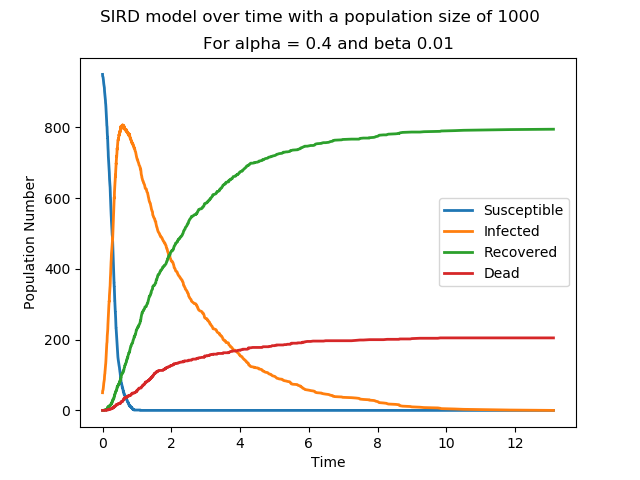 SIRD model over time with a population size of 1000
For alpha = 0.4 and beta 0.01
Population Number
800
600
400
200
0
Susceptible
Infected
Recovered
Dead
0 2 4 6 8 10 12
Time